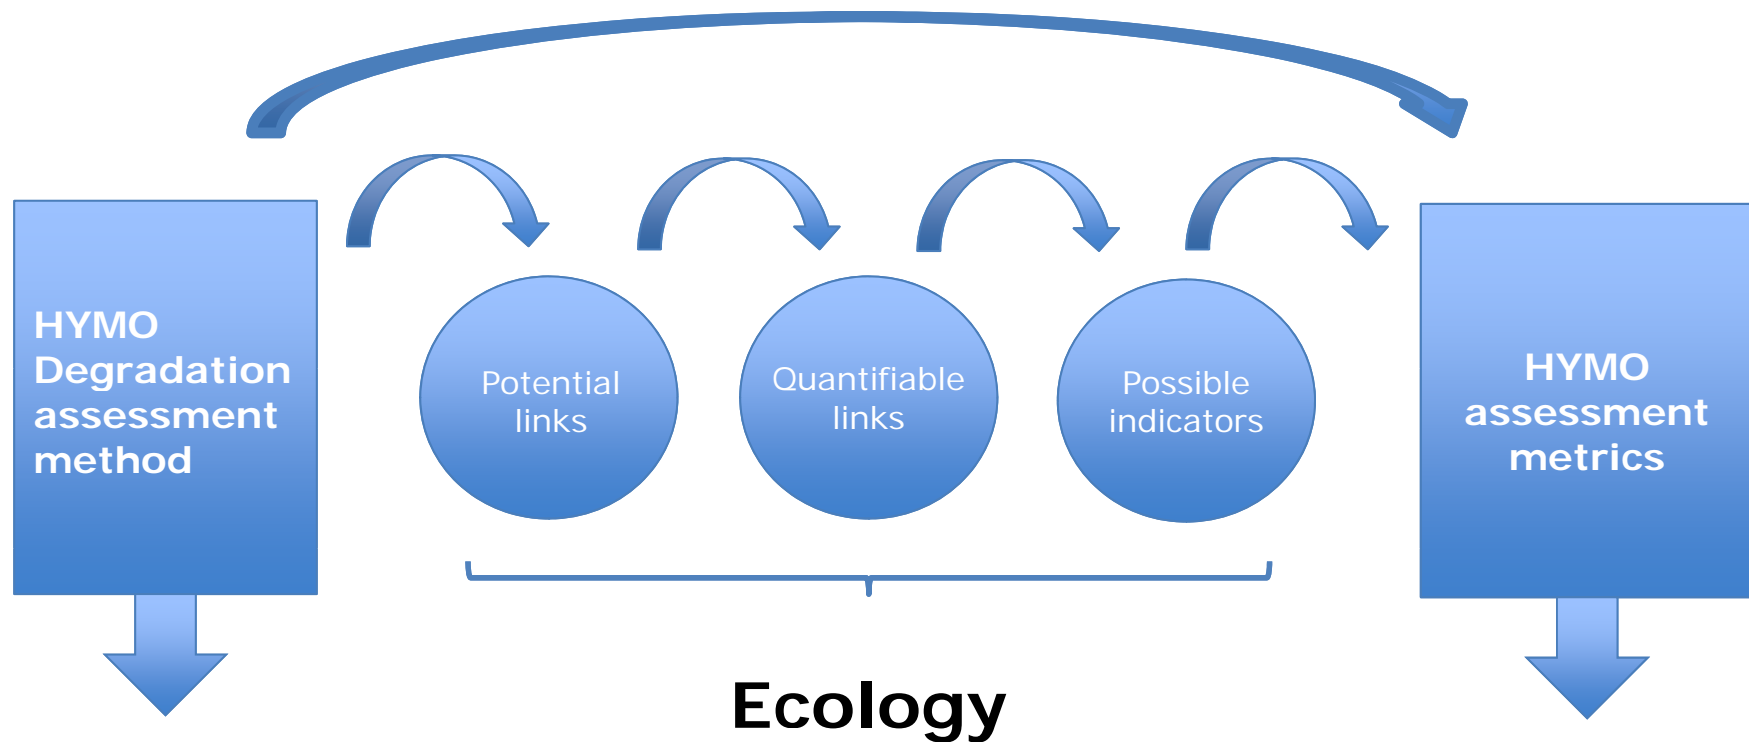 HYMO
Degradation
assessment
method
Potential
links
Quantifiable
links
Possible
indicators
HYMO
assessment
metrics
Ecology